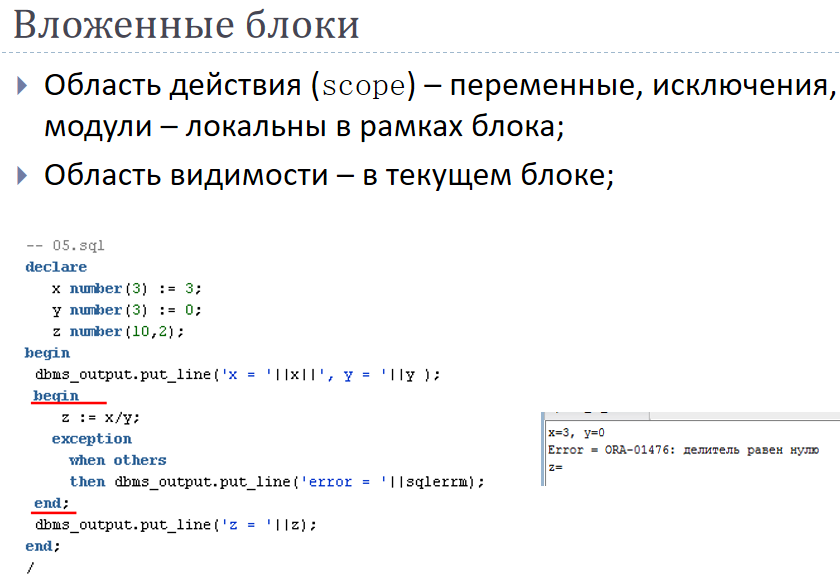 Вложенные блоки
Область действия (scope) – переменные, исключения,
модули – локальны в рамках блока;
Область видимости – в текущем блоке;
-- 05.sql
declare
x number(3) := 3;
y number(3) := 0;
z number(10,2);
begin
dbms_output.put_line('x = '||x||', y = '||y );
begin
z := x/y;
exception
when others
then dbms_output.put_line('error = '||sqlerrm);
end;
dbms_output.put_line('z = '||z);
end;
/
x=3, y=0
Error = ORA-01476: делитель равен нулю
z=